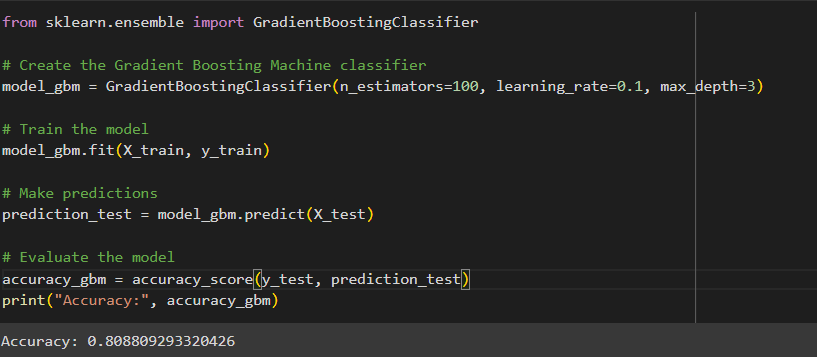 from sklearn.ensemble import GradientBoostingClassifier
# Create the Gradient Boosting Machine classifier
model_gbm = GradientBoostingClassifier(n_estimators=100, learning_rate=0.1, max_depth=3)
# Train the model
model_gbm.fit(X_train, y_train)
# Make predictions
prediction_test = model_gbm.predict(X_test)
# Evaluate the model
accuracy_gbm = accuracy_score(y_test, prediction_test)
print("Accuracy:", accuracy_gbm)
Accuracy: 0.808809293320426